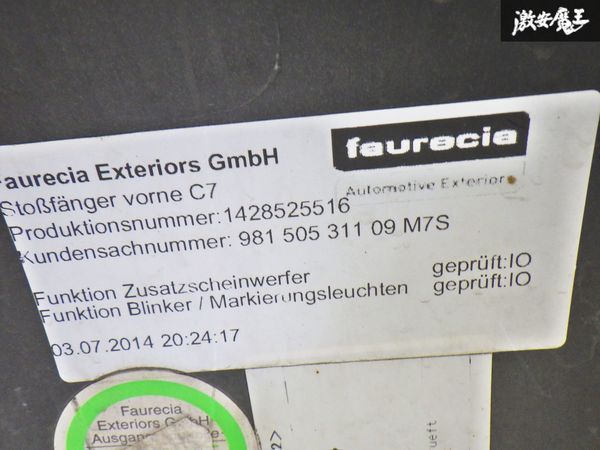 激安魔王
faurecia
Automotive Exterior
Faurecia Exteriors GmbH
Stoßfänger vorne C7
Produktionsnummer:1428525516
Kundensachnummer: 981 505 311 09 M7S
Funktion Zusatzscheinwerfer geprüft:IO
Funktion Blinker / Markierungsleuchten geprüft:IO
03.07.2014 20:24:17
Faurecia
Exteriors GmbH